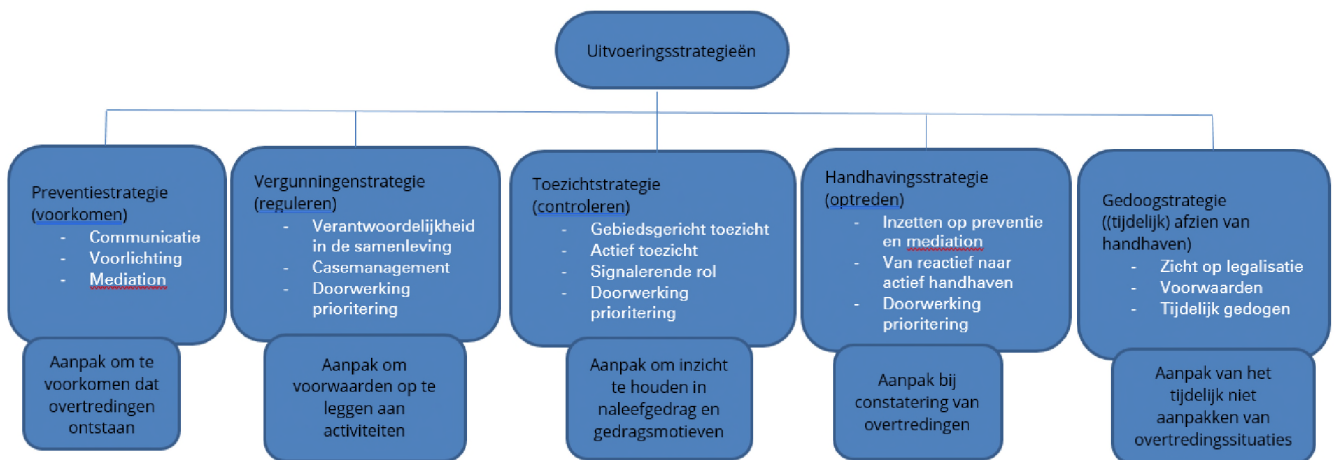 Uitvoeringsstrategieën
Preventiestrategie
(voorkomen)
- Communicatie
- Voorlichting
- Mediation
Aanpak om te
voorkomen dat
overtredingen
ontstaan
Vergunningenstrategie
(reguleren)
- Verantwoordelijkheid
in de samenleving
- Casemanagement
- Doorwerking
prioritering
Aanpak om
voorwaarden op te
leggen aan
activiteiten
Toezichtstrategie
(controleren)
- Gebiedsgericht toezicht
- Actief toezicht
- Signalerende rol
- Doorwerking
prioritering
Aanpak om inzicht
te houden in
naleefgedrag en
gedragsmotieven
Handhavingsstrategie
(optreden)
- Inzetten op preventie
en mediation
- Van reactief naar
actief handhaven
- Doorwerking
prioritering
Aanpak bij
constatering van
overtredingen
Gedoogstrategie
((tijdelijk) afzien van
handhaven)
- Zicht op legalisatie
- Voorwaarden
- Tijdelijk gedogen
Aanpak van het
tijdelijk niet
aanpakken van
overtredingssituaties